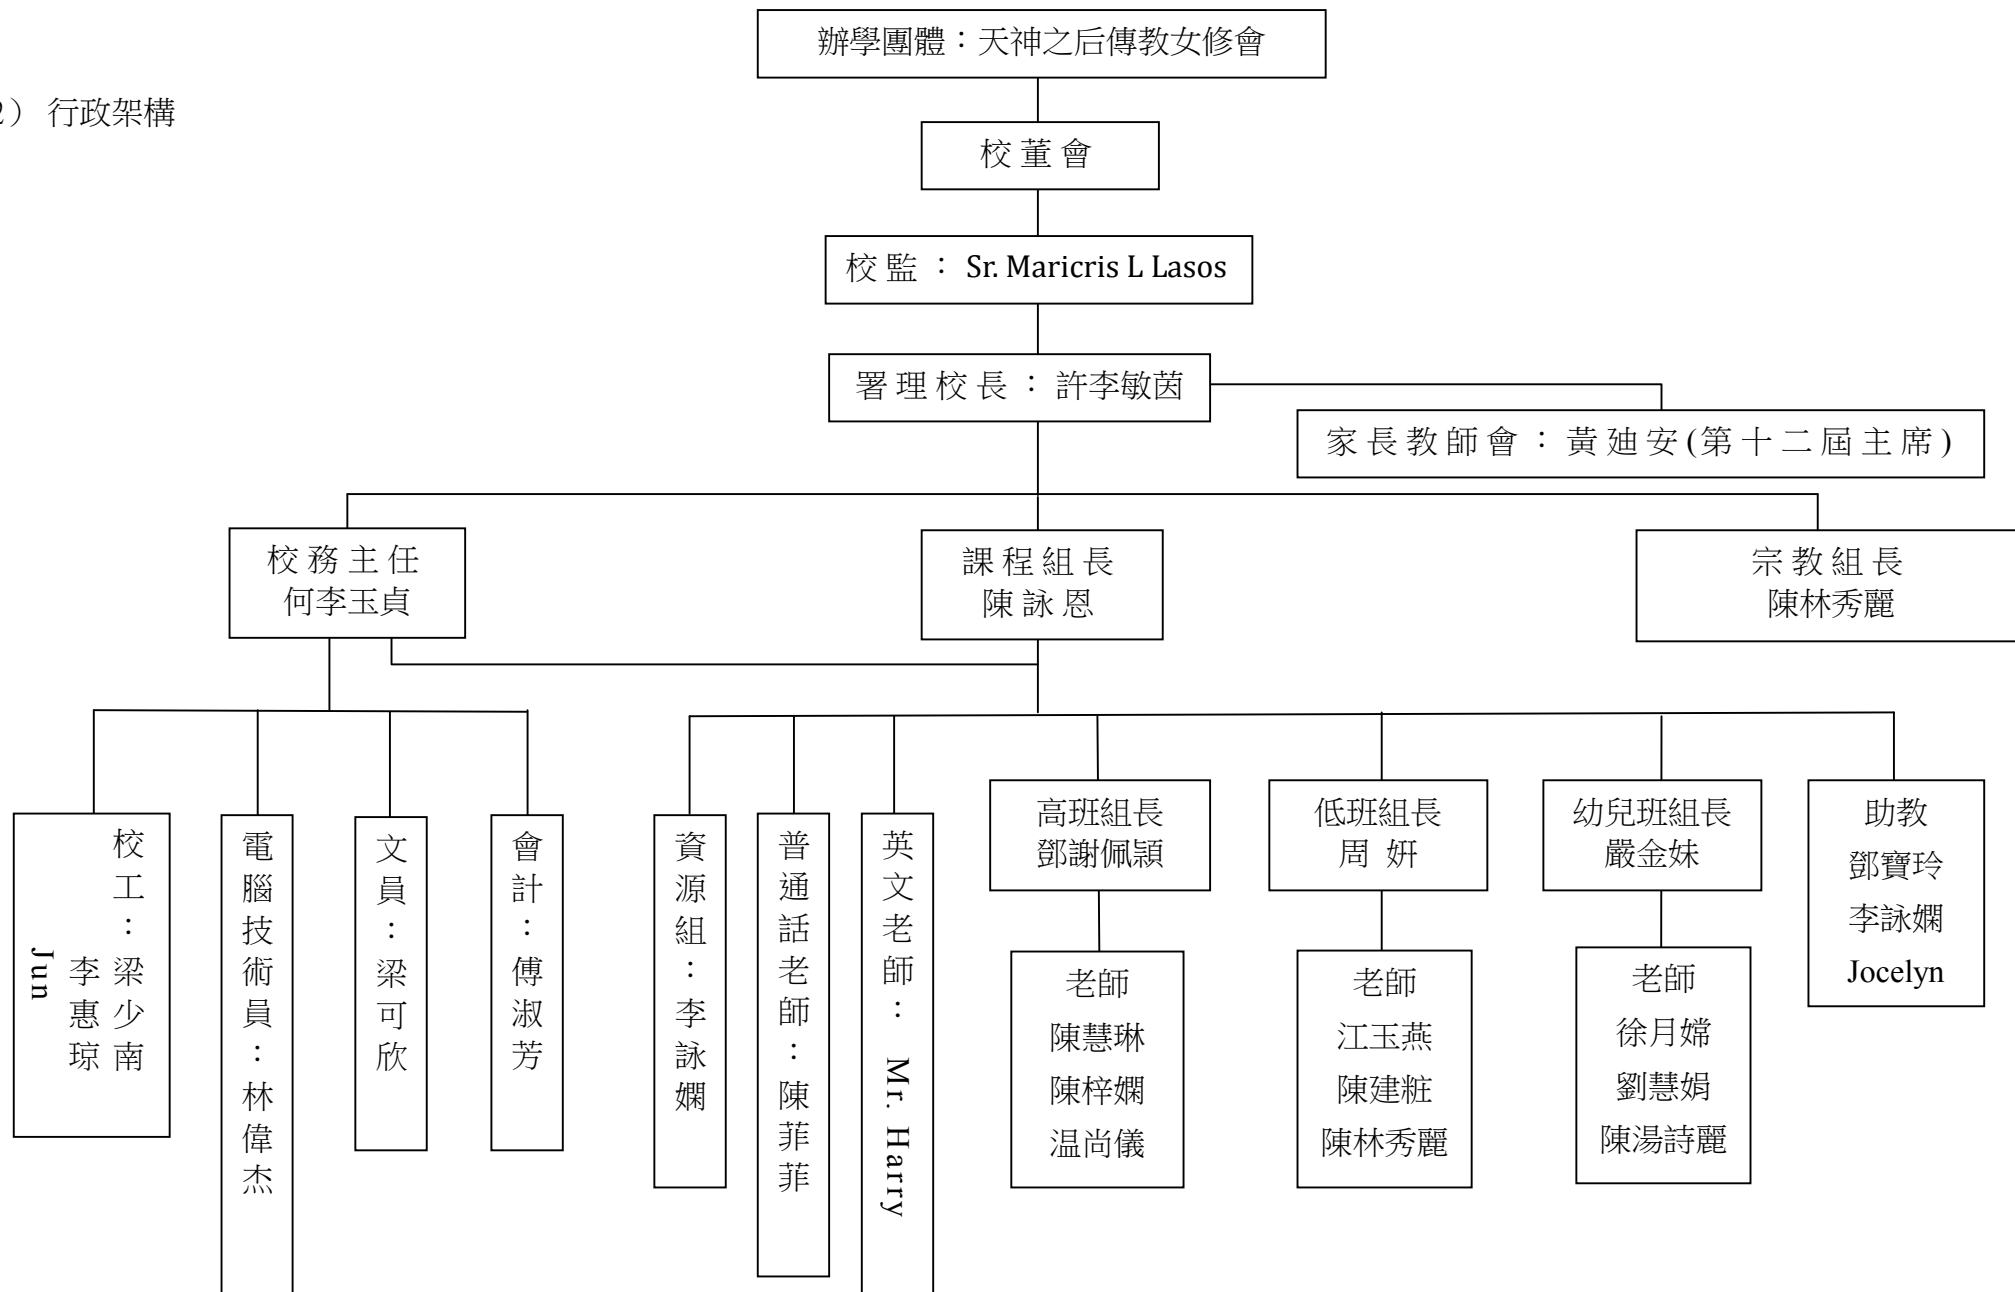 2） 行政架構
辦學團體：天神之后傳教女修會
校董會
校監： Sr. Maricris L Lasos
署理校長：許李敏茵
家長教師會：黃廸安(第十二屆主席)
校務主任
何李玉貞
課程組長
陳詠恩
宗教組長
陳林秀麗
校工：梁少南
李惠琼
Jun
電腦技術員：林偉杰
文員：梁可欣
會計：傅淑芳
資源組：李詠嫻
普通話老師：陳菲菲
英文老師： Mr. Harry
高班組長
鄧謝佩穎
老師
陳慧琳
陳梓嫻
温尚儀
低班組長
周 妍
老師
江玉燕
陳建粧
陳林秀麗
幼兒班組長
嚴金妹
老師
徐月嫦
劉慧娟
陳湯詩麗
助教
鄧寶玲
李詠嫻
Jocelyn